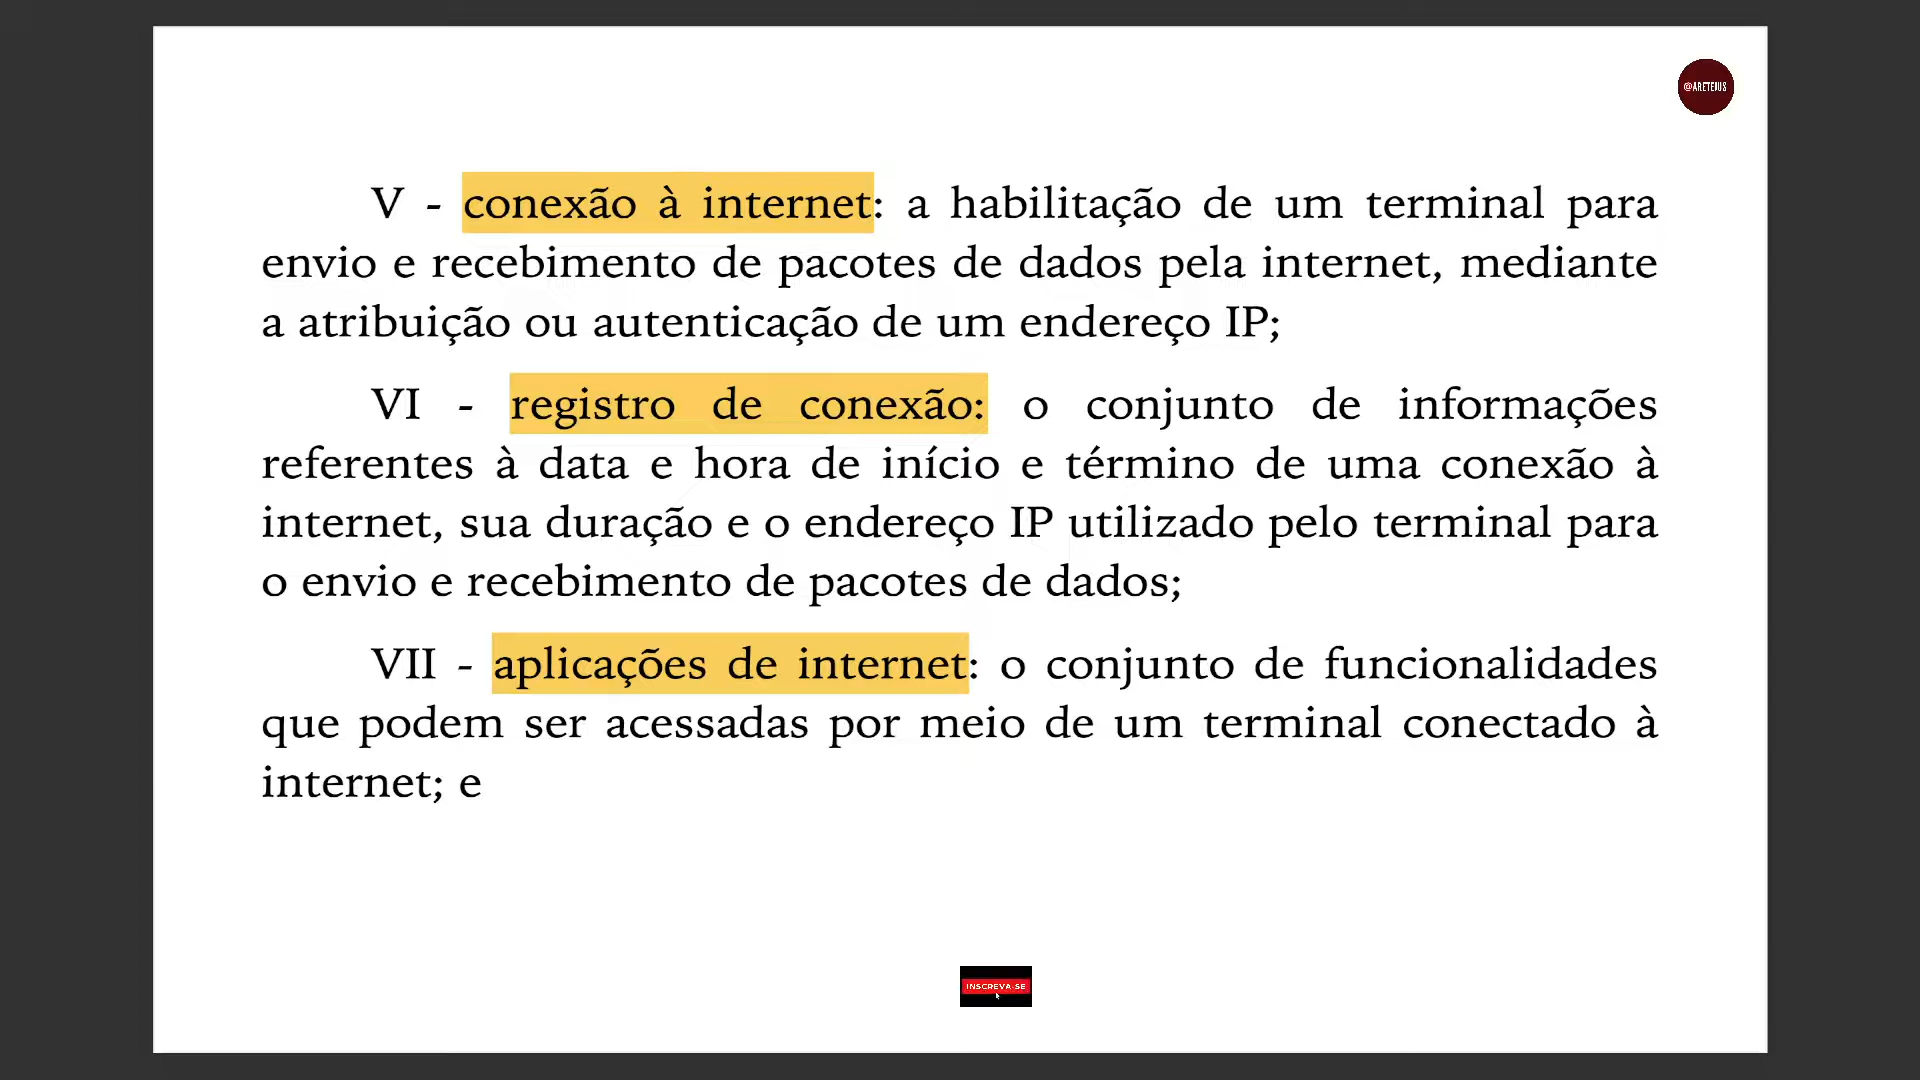 @ARETEJUS
V - conexão à internet: a habilitação de um terminal para
envio e recebimento de pacotes de dados pela internet, mediante
a atribuição ou autenticação de um endereço IP;
VI - registro de conexão: o conjunto de informações
referentes à data e hora de início e término de uma conexão à
internet, sua duração e o endereço IP utilizado pelo terminal para
o envio e recebimento de pacotes de dados;
VII - aplicações de internet: o conjunto de funcionalidades
que podem ser acessadas por meio de um terminal conectado à
internet; e
INSCREVA-SE